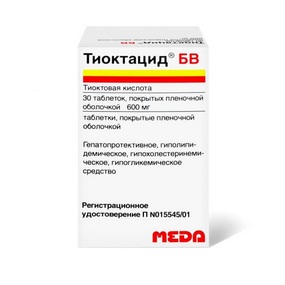 Тиоктацид® БВ
Тиоктовая кислота
30 таблеток, покрытых пленочной
оболочкой 600 мг
таблетки, покрытые пленочной
оболочкой
Гепатопротективное, гиполипи-
демическое, гипохолестеринеми-
ческое, гипогликемическое
средство
Регистрационное
удостоверение П N015545/01
MEDA